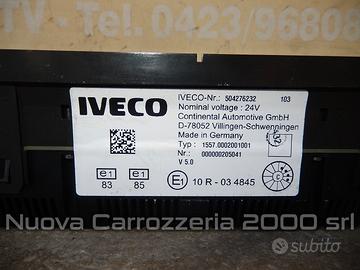 TV - Tel. 0423/96808
IVECO
IVECO-Nr.: 504276232 103
Nominal voltage : 24V
Continental Automotive GmbH
D-78052 Villingen-Schwenningen
Made in Germany
Typ : 1557.0002001001
Nr.: 000000205041
V 5.0
e1 83
e1 85
E1 10 R - 03 4845
Nuova Carrozzeria 2000 srl
subito